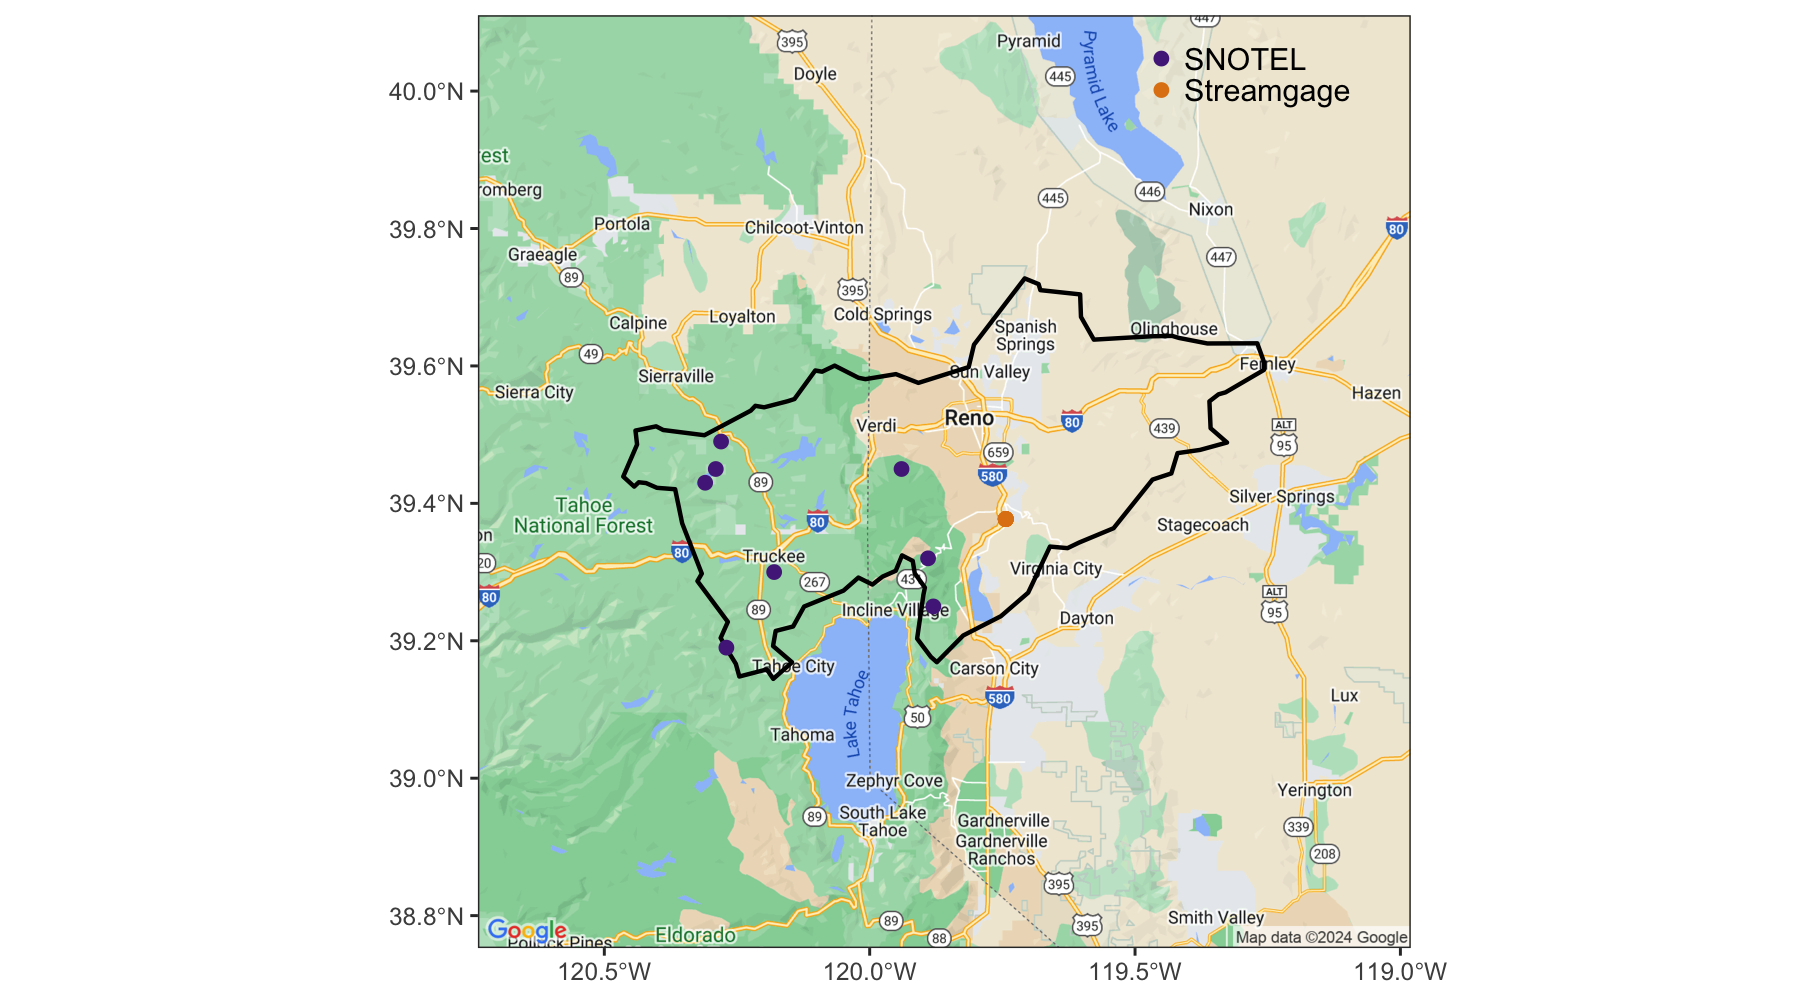 447
395
Pyramid
SNOTEL
Doyle
445
Pyramid Lake
Streamgage
40.0°N
rest
romberg
445
446
Nixon
Portola
Chilcoot-Vinton
39.8°N
80
Graeagle
447
89
395
Calpine
Loyalton
Cold Springs
Spanish
Springs
Olinghouse
49
39.6°N
Sierraville
Sun Valley
Fernley
Sierra City
Hazen
Verdi
Reno
80
439
ALT
95
659
580
89
Silver Springs
39.4°N
Tahoe
National Forest
80
Stagecoach
on
80
Truckee
20
267
431
Virginia City
80
89
Incline Village
ALT
95
Dayton
39.2°N
Tahoe City
Carson City
580
Lux
Lake Tahoe
50
Tahoma
39.0°N
Zephyr Cove
Yerington
89
South Lake
Tahoe
Gardnerville
339
Gardnerville
Ranchos
208
395
38.8°N
89
395
Smith Valley
Google
Pollock Pines
Eldorado
88
Map data ©2024 Google
120.5°W
120.0°W
119.5°W
119.0°W